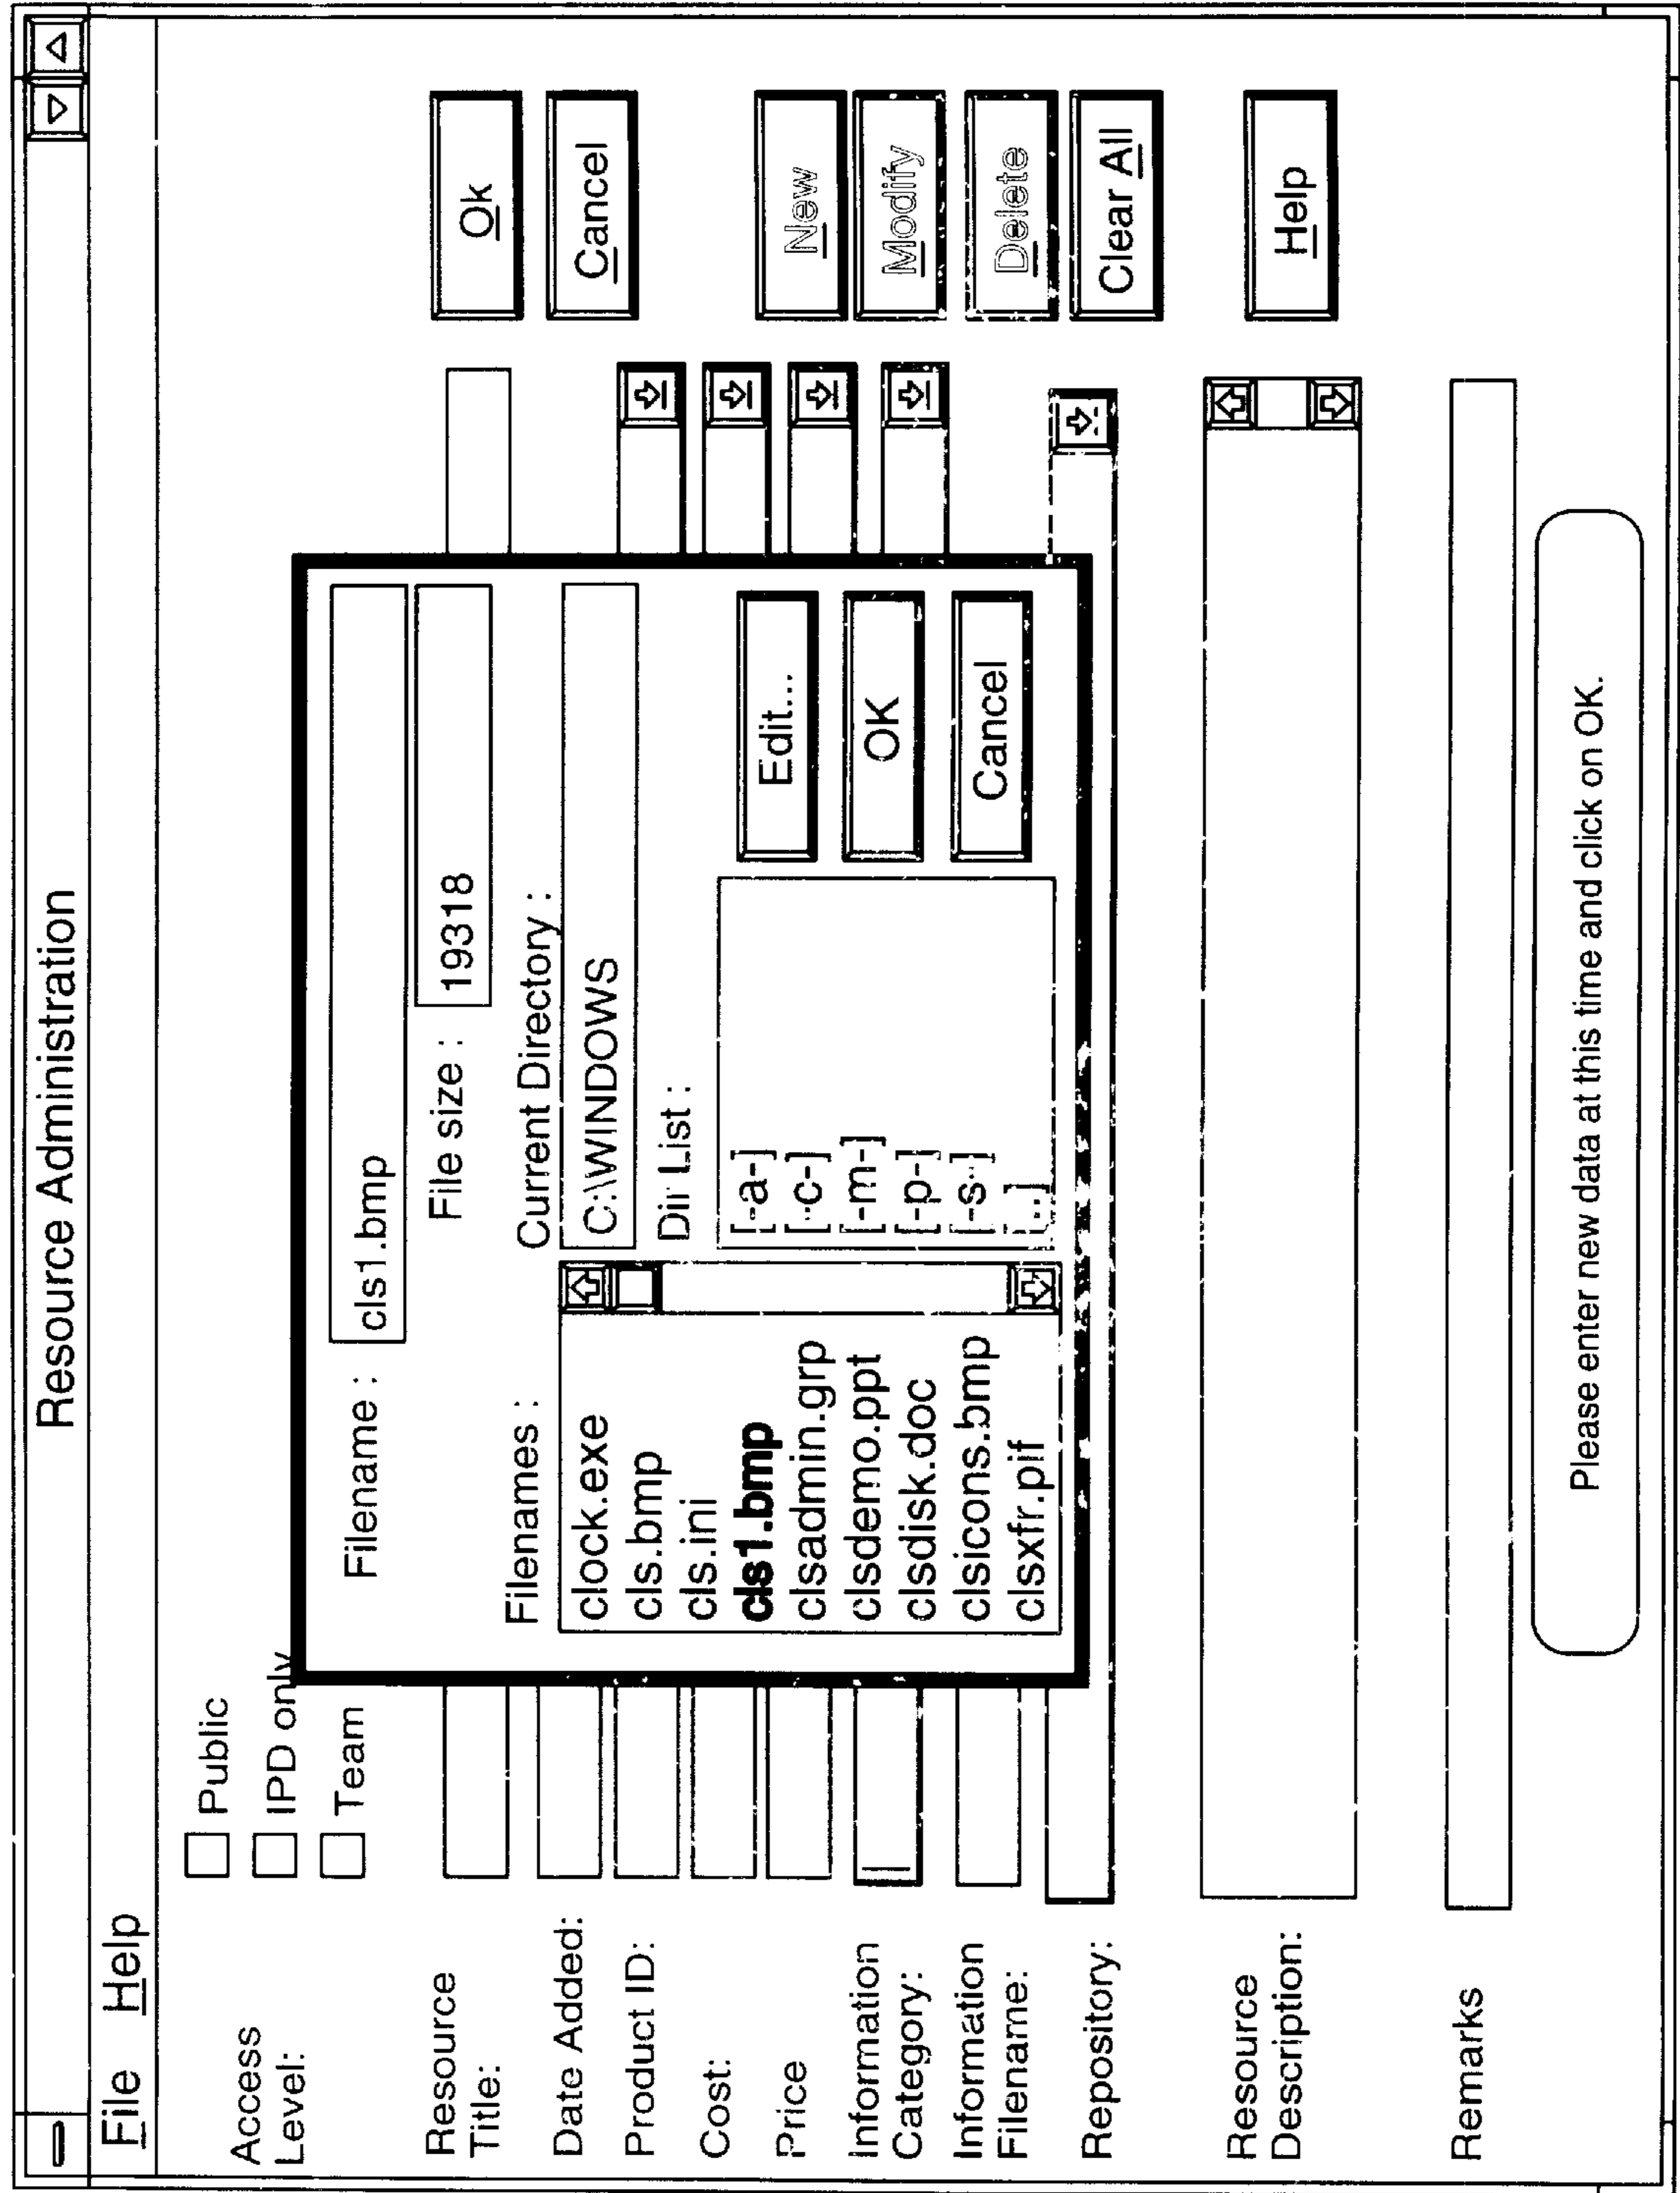 Resource Administration
File Help
Access
Level:
Public
IPD only
Team
Resource
Title:
Date Added:
Product ID:
Cost:
Price
Information
Category:
Information
Filename:
Repository:
Resource
Description:
Remarks
Filename :
cls1.bmp
File size :
19318
Filenames :
clock.exe
cls.bmp
cls.ini
cls1.bmp
clsadmin.grp
clsdemo.ppt
clsdisk.doc
clsicons.bmp
clsxfr.pif
Current Directory :
C:\WINDOWS
Dir List :
[-a-]
[-c-]
[-m-]
[-p-]
[-s-]
[..]
Edit...
OK
Cancel
Ok
Cancel
New
Modify
Delete
Clear All
Help
Please enter new data at this time and click on OK.